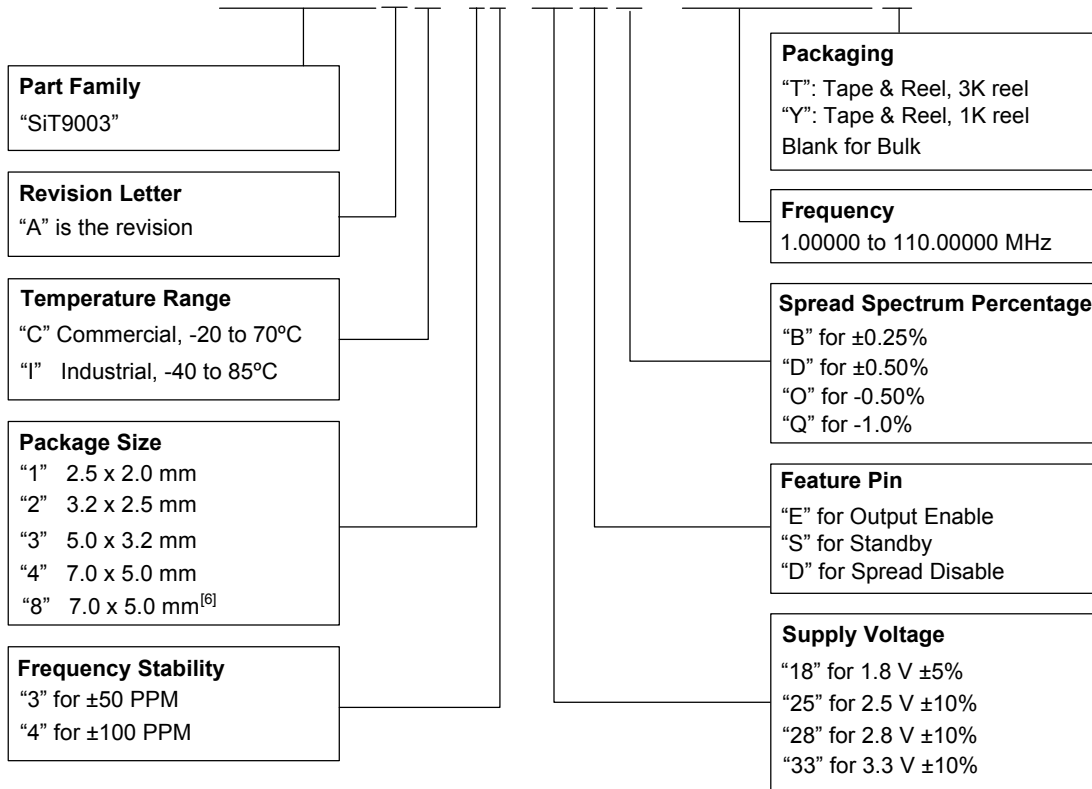 Part Family
“SiT9003”
Revision Letter
“A” is the revision
Temperature Range
“C” Commercial, -20 to 70ºC
“I” Industrial, -40 to 85ºC
Package Size
“1” 2.5 x 2.0 mm
“2” 3.2 x 2.5 mm
“3” 5.0 x 3.2 mm
“4” 7.0 x 5.0 mm
“8” 7.0 x 5.0 mm[6]
Frequency Stability
“3” for ±50 PPM
“4” for ±100 PPM
Packaging
“T”: Tape & Reel, 3K reel
“Y”: Tape & Reel, 1K reel
Blank for Bulk
Frequency
1.00000 to 110.00000 MHz
Spread Spectrum Percentage
“B” for ±0.25%
“D” for ±0.50%
“O” for -0.50%
“Q” for -1.0%
Feature Pin
“E” for Output Enable
“S” for Standby
“D” for Spread Disable
Supply Voltage
“18” for 1.8 V ±5%
“25” for 2.5 V ±10%
“28” for 2.8 V ±10%
“33” for 3.3 V ±10%